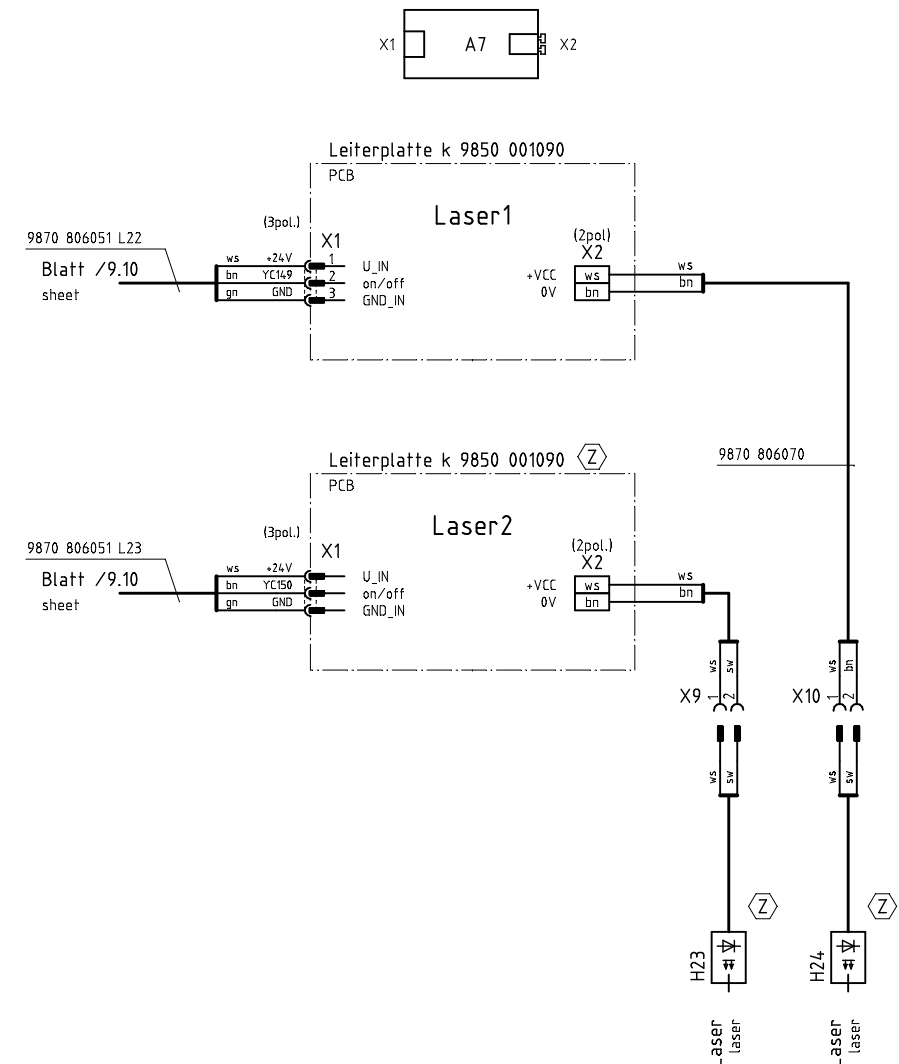 X1 A7 X2
Leiterplatte k 9850 001090
PCB
Laser1
(3pol.)
X1
9870 806051 L22
Blatt /9.10
sheet
ws +24V 1 U_IN
bn YC149 2 on/off
gn GND 3 GND_IN
(2pol)
X2
+VCC ws ws
0V bn bn
9870 806070
Leiterplatte k 9850 001090 Z
PCB
Laser2
(3pol.)
X1
9870 806051 L23
Blatt /9.10
sheet
ws +24V U_IN
bn YC150 on/off
gn GND GND_IN
(2pol.)
X2
+VCC ws ws
0V bn bn
ws sw
X9 1 2
ws sw
ws bn
X10 1 2
ws sw
Z
H23
Laser
laser
Z
H24
Laser
laser